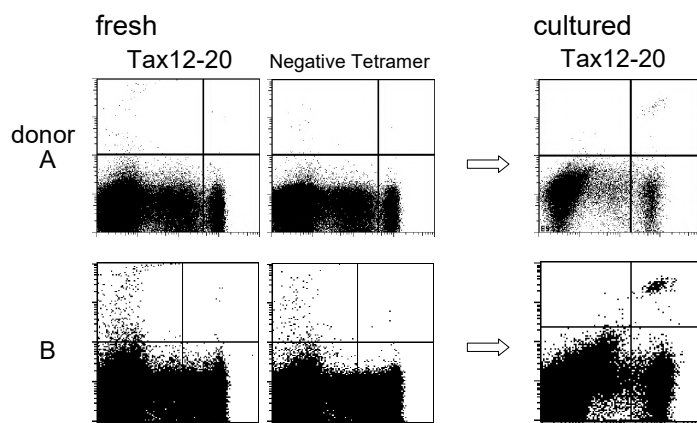 fresh
cultured
Tax12-20
Negative Tetramer
Tax12-20
donor
A
B